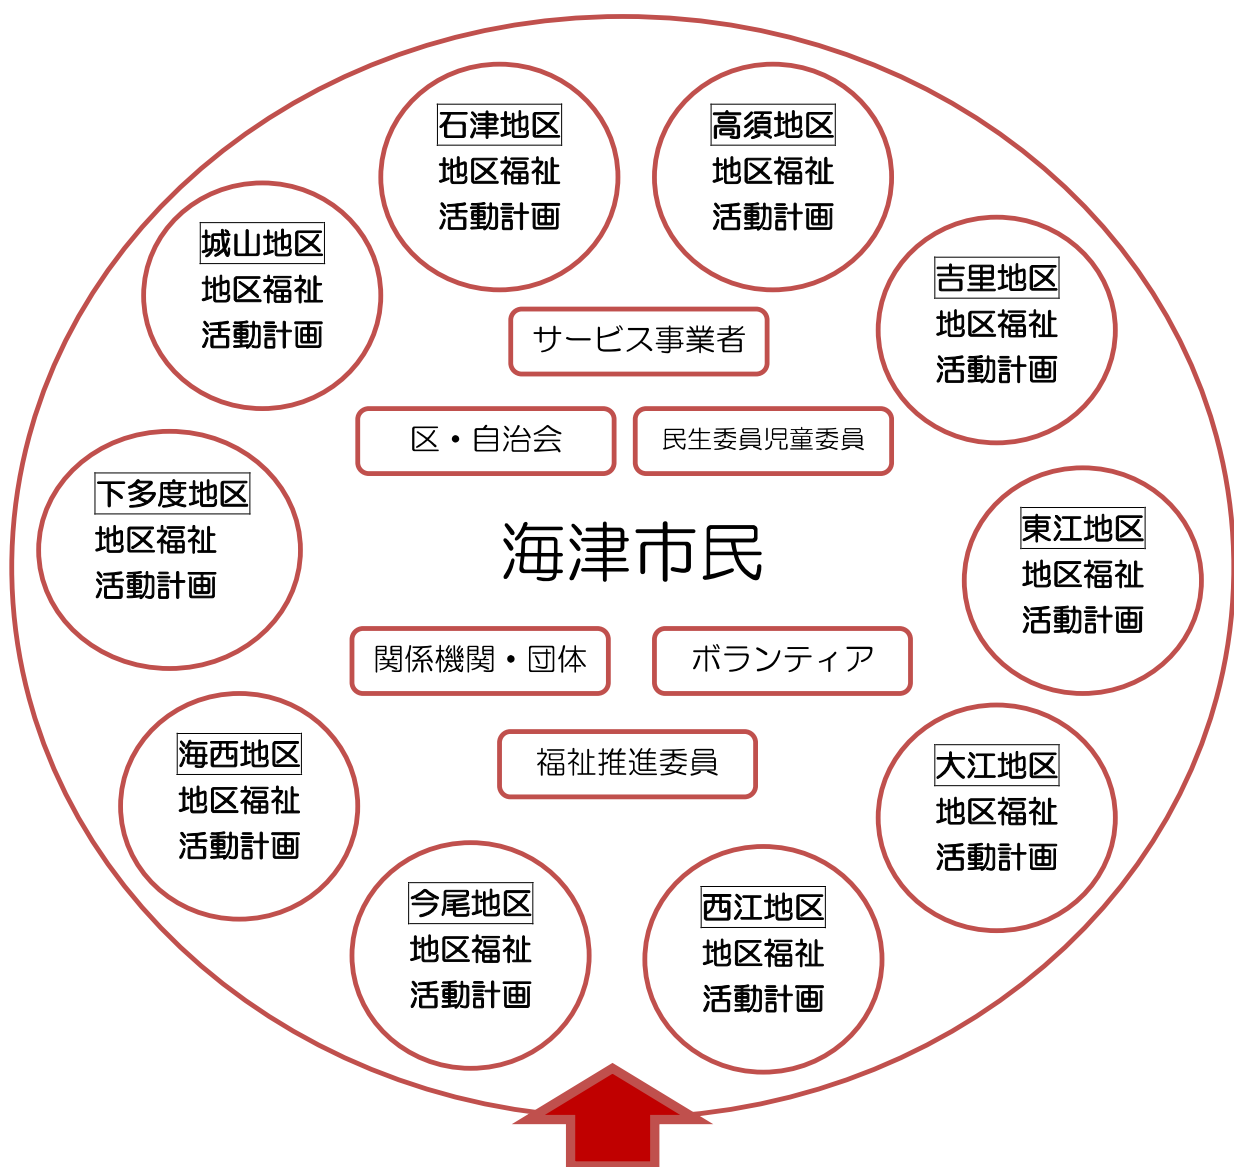 石津地区
地区福祉
活動計画
高須地区
地区福祉
活動計画
城山地区
地区福祉
活動計画
吉里地区
地区福祉
活動計画
サービス事業者
区・自治会
民生委員児童委員
下多度地区
地区福祉
活動計画
海津市民
東江地区
地区福祉
活動計画
関係機関・団体
ボランティア
海西地区
地区福祉
活動計画
福祉推進委員
大江地区
地区福祉
活動計画
今尾地区
地区福祉
活動計画
西江地区
地区福祉
活動計画